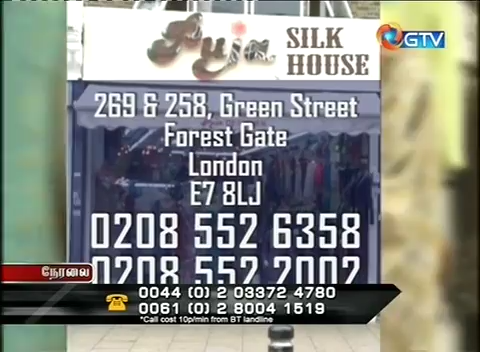 Puja SILK HOUSE
GTV
269 & 258, Green Street
Forest Gate
London
E7 8LJ
0208 552 6358
0208 552 2002
நேரலை
0044 (0) 2 03372 4780
0061 (0) 2 8004 1519
*Call cost 10p/min from BT landline